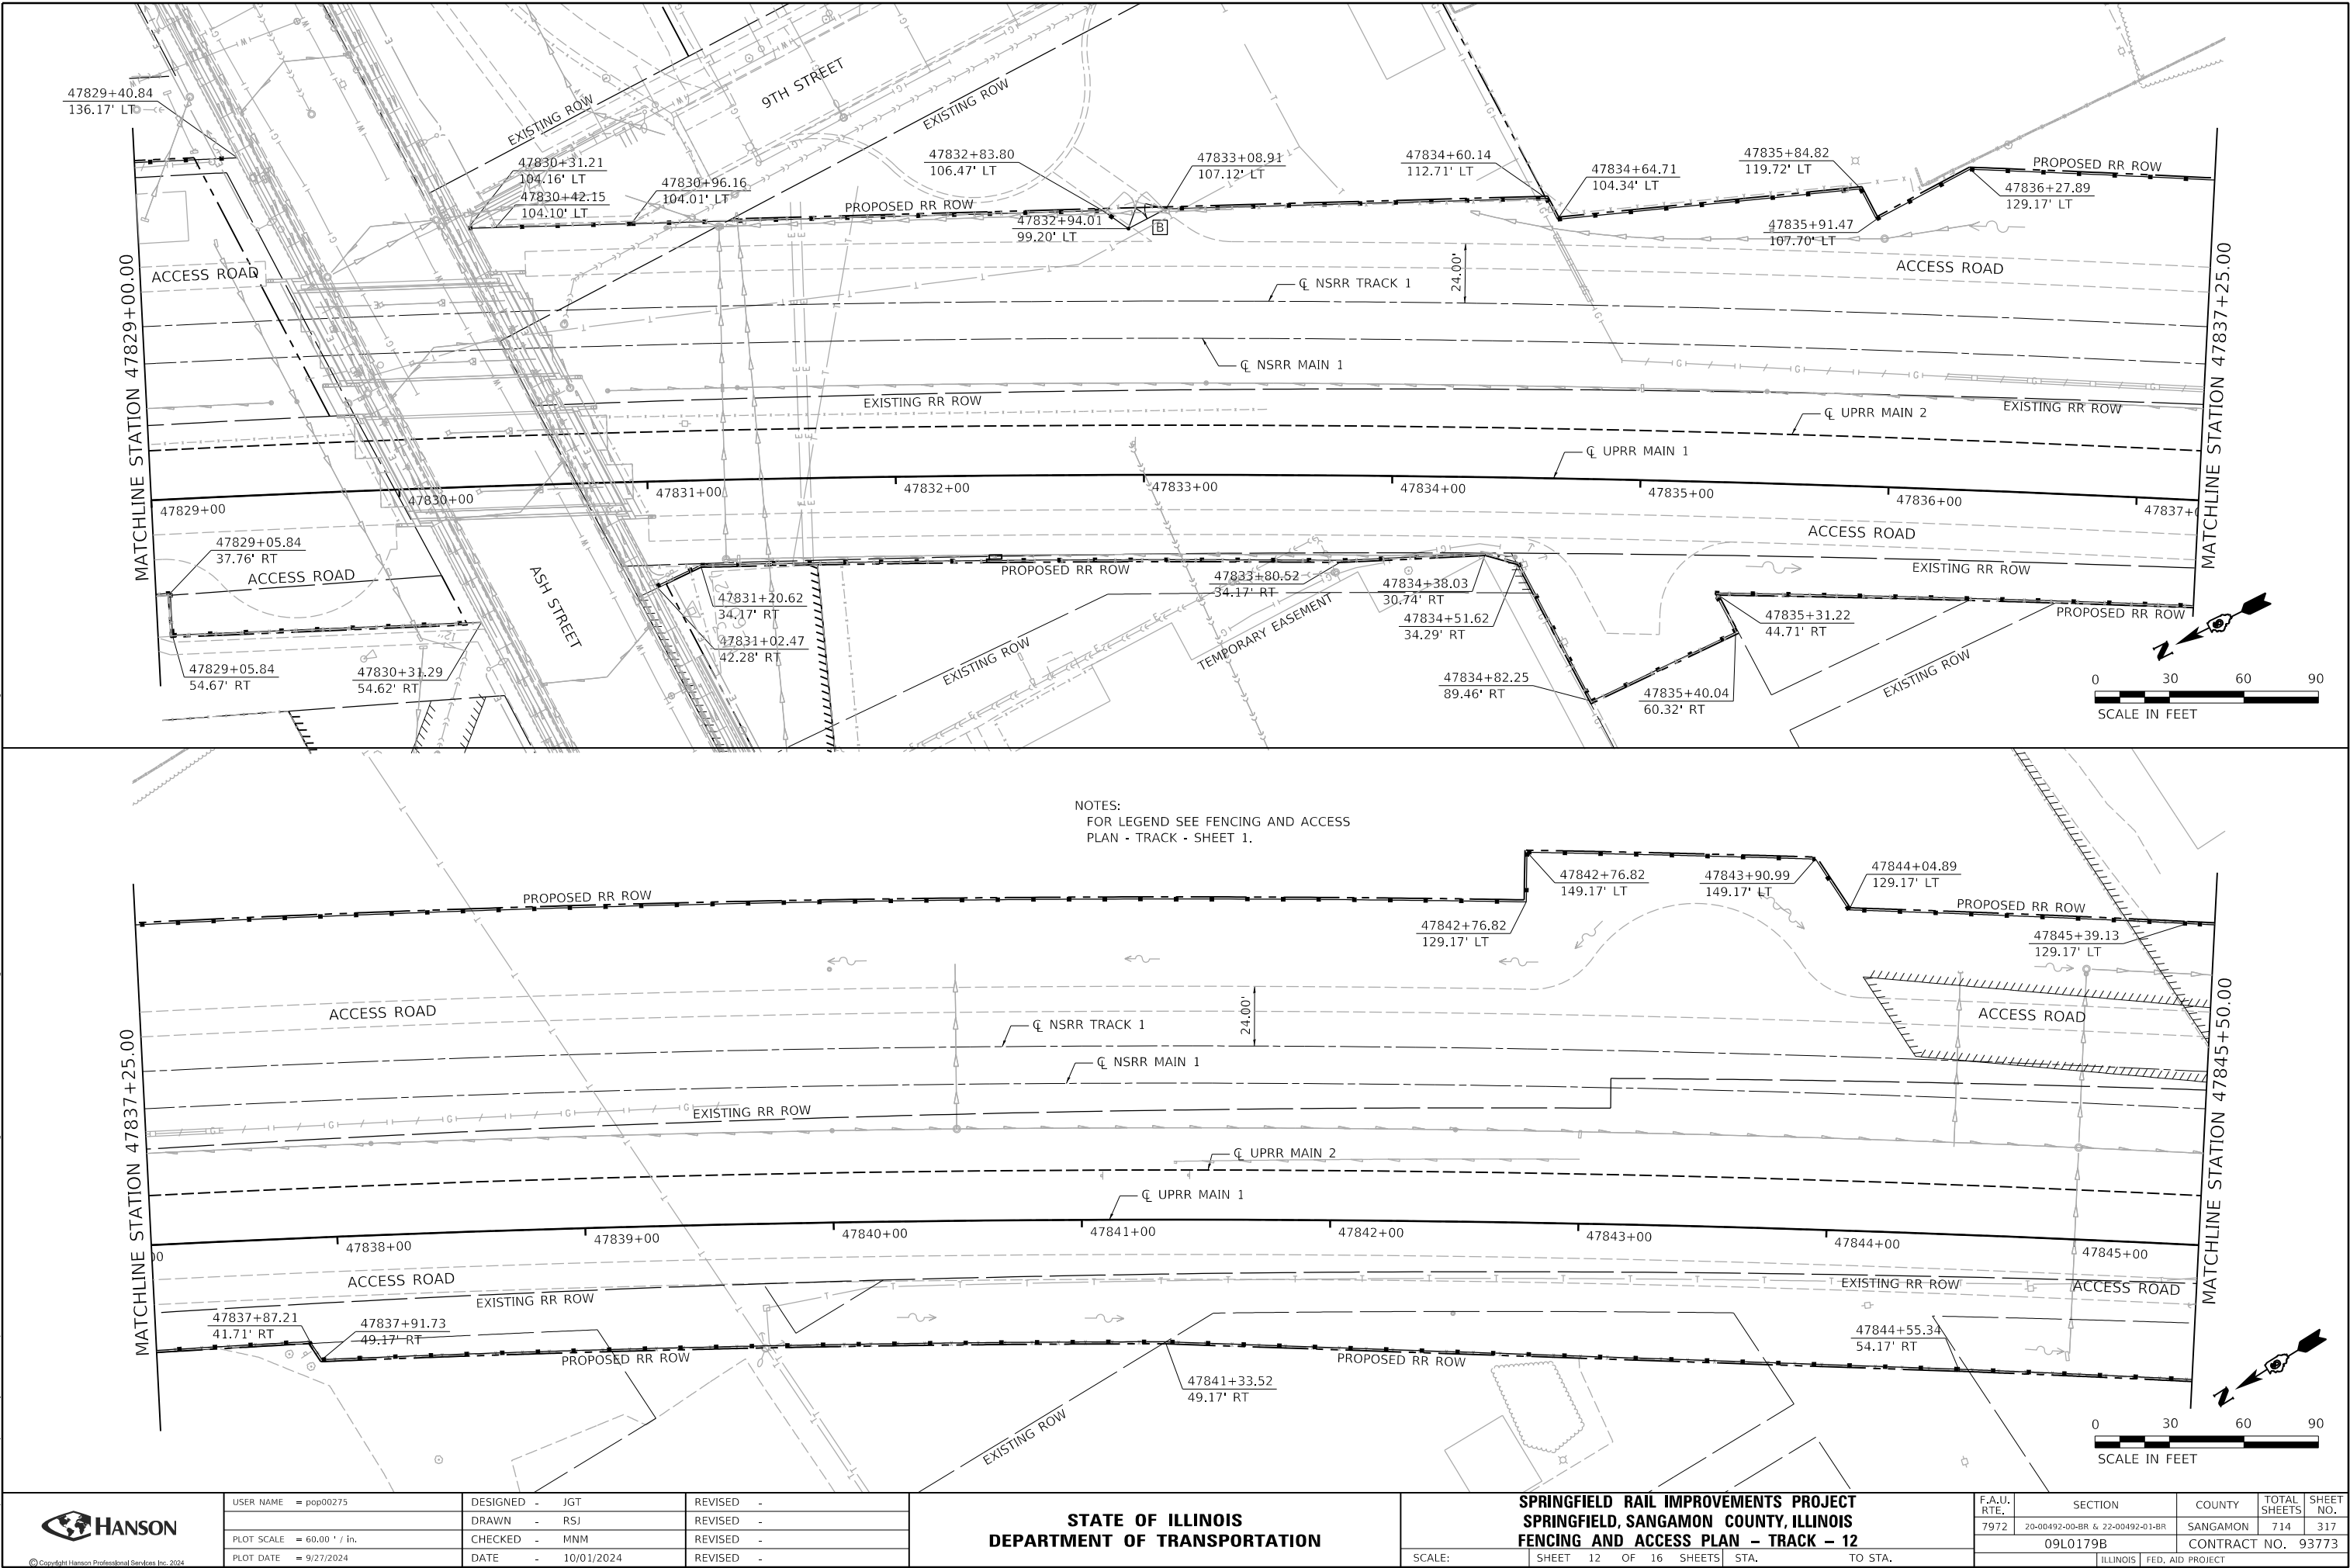 47829+40.84
136.17' LT
EXISTING ROW
9TH STREET
EXISTING ROW
47830+31.21
104.16' LT
47830+42.15
104.10' LT
47830+96.16
104.01' LT
PROPOSED RR ROW
47832+83.80
106.47' LT
47832+94.01
99.20' LT
B
47833+08.91
107.12' LT
47834+60.14
112.71' LT
47834+64.71
104.34' LT
47835+84.82
119.72' LT
47835+91.47
107.70' LT
PROPOSED RR ROW
47836+27.89
129.17' LT
MATCHLINE STATION 47829+00.00
MATCHLINE STATION 47837+25.00
ACCESS ROAD
ACCESS ROAD
24.00'
℄ NSRR TRACK 1
℄ NSRR MAIN 1
EXISTING RR ROW
EXISTING RR ROW
℄ UPRR MAIN 2
℄ UPRR MAIN 1
47829+00
47830+00
47831+00
47832+00
47833+00
47834+00
47835+00
47836+00
47837+0
ACCESS ROAD
47829+05.84
37.76' RT
ACCESS ROAD
47829+05.84
54.67' RT
47830+31.29
54.62' RT
ASH STREET
47831+20.62
34.17' RT
47831+02.47
42.28' RT
PROPOSED RR ROW
47833+80.52
34.17' RT
47834+38.03
30.74' RT
47834+51.62
34.29' RT
EXISTING ROW
TEMPORARY EASEMENT
47834+82.25
89.46' RT
47835+40.04
60.32' RT
47835+31.22
44.71' RT
EXISTING RR ROW
PROPOSED RR ROW
EXISTING ROW
N
0 30 60 90
SCALE IN FEET
NOTES:
FOR LEGEND SEE FENCING AND ACCESS
PLAN - TRACK - SHEET 1.
MATCHLINE STATION 47837+25.00
MATCHLINE STATION 47845+50.00
PROPOSED RR ROW
47842+76.82
149.17' LT
47842+76.82
129.17' LT
47843+90.99
149.17' LT
47844+04.89
129.17' LT
PROPOSED RR ROW
47845+39.13
129.17' LT
ACCESS ROAD
ACCESS ROAD
24.00'
℄ NSRR TRACK 1
℄ NSRR MAIN 1
EXISTING RR ROW
℄ UPRR MAIN 2
℄ UPRR MAIN 1
00
47838+00
47839+00
47840+00
47841+00
47842+00
47843+00
47844+00
47845+00
ACCESS ROAD
EXISTING RR ROW
EXISTING RR ROW
ACCESS ROAD
47837+87.21
41.71' RT
47837+91.73
49.17' RT
PROPOSED RR ROW
47841+33.52
49.17' RT
PROPOSED RR ROW
47844+55.34
54.17' RT
EXISTING ROW
N
0 30 60 90
SCALE IN FEET
HANSON
© Copyright Hanson Professional Services Inc. 2024
USER NAME = pop00275
PLOT SCALE = 60.00 ' / in.
PLOT DATE = 9/27/2024
DESIGNED - JGT
DRAWN - RSJ
CHECKED - MNM
DATE - 10/01/2024
REVISED -
REVISED -
REVISED -
REVISED -
STATE OF ILLINOIS
DEPARTMENT OF TRANSPORTATION
SPRINGFIELD RAIL IMPROVEMENTS PROJECT
SPRINGFIELD, SANGAMON COUNTY, ILLINOIS
FENCING AND ACCESS PLAN – TRACK – 12
SCALE: SHEET 12 OF 16 SHEETS STA. TO STA.
F.A.U. RTE. SECTION COUNTY TOTAL SHEETS SHEET NO.
7972 20-00492-00-BR & 22-00492-01-BR SANGAMON 714 317
09L0179B CONTRACT NO. 93773
ILLINOIS FED. AID PROJECT